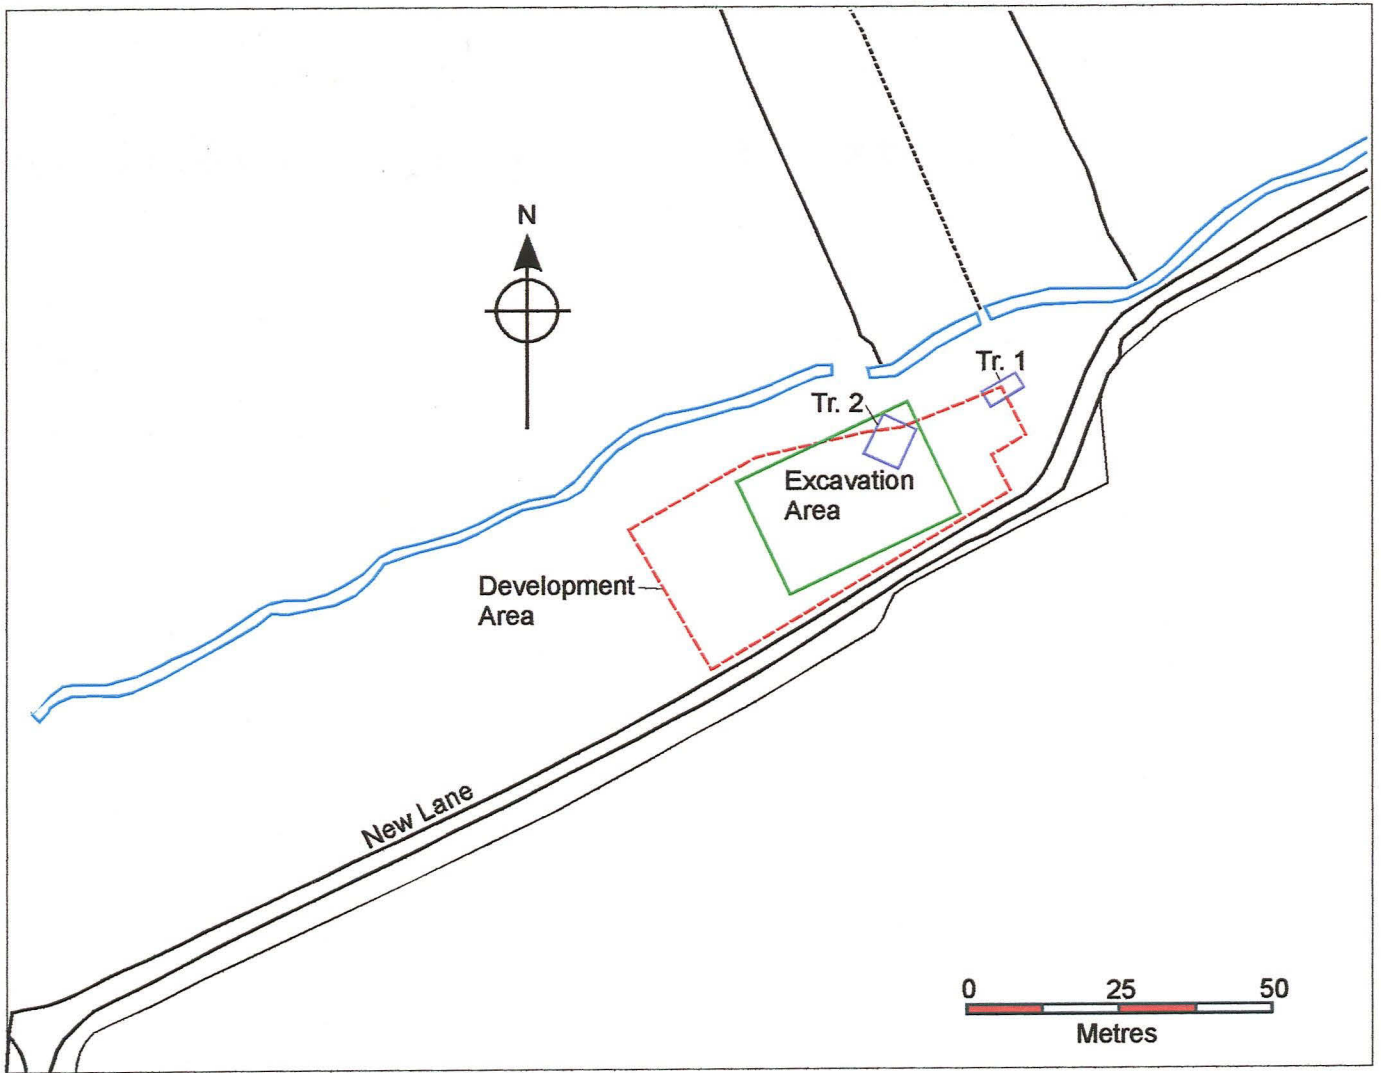 N
Tr. 1
Tr. 2
Excavation
Area
Development
Area
New Lane
0 25 50
Metres